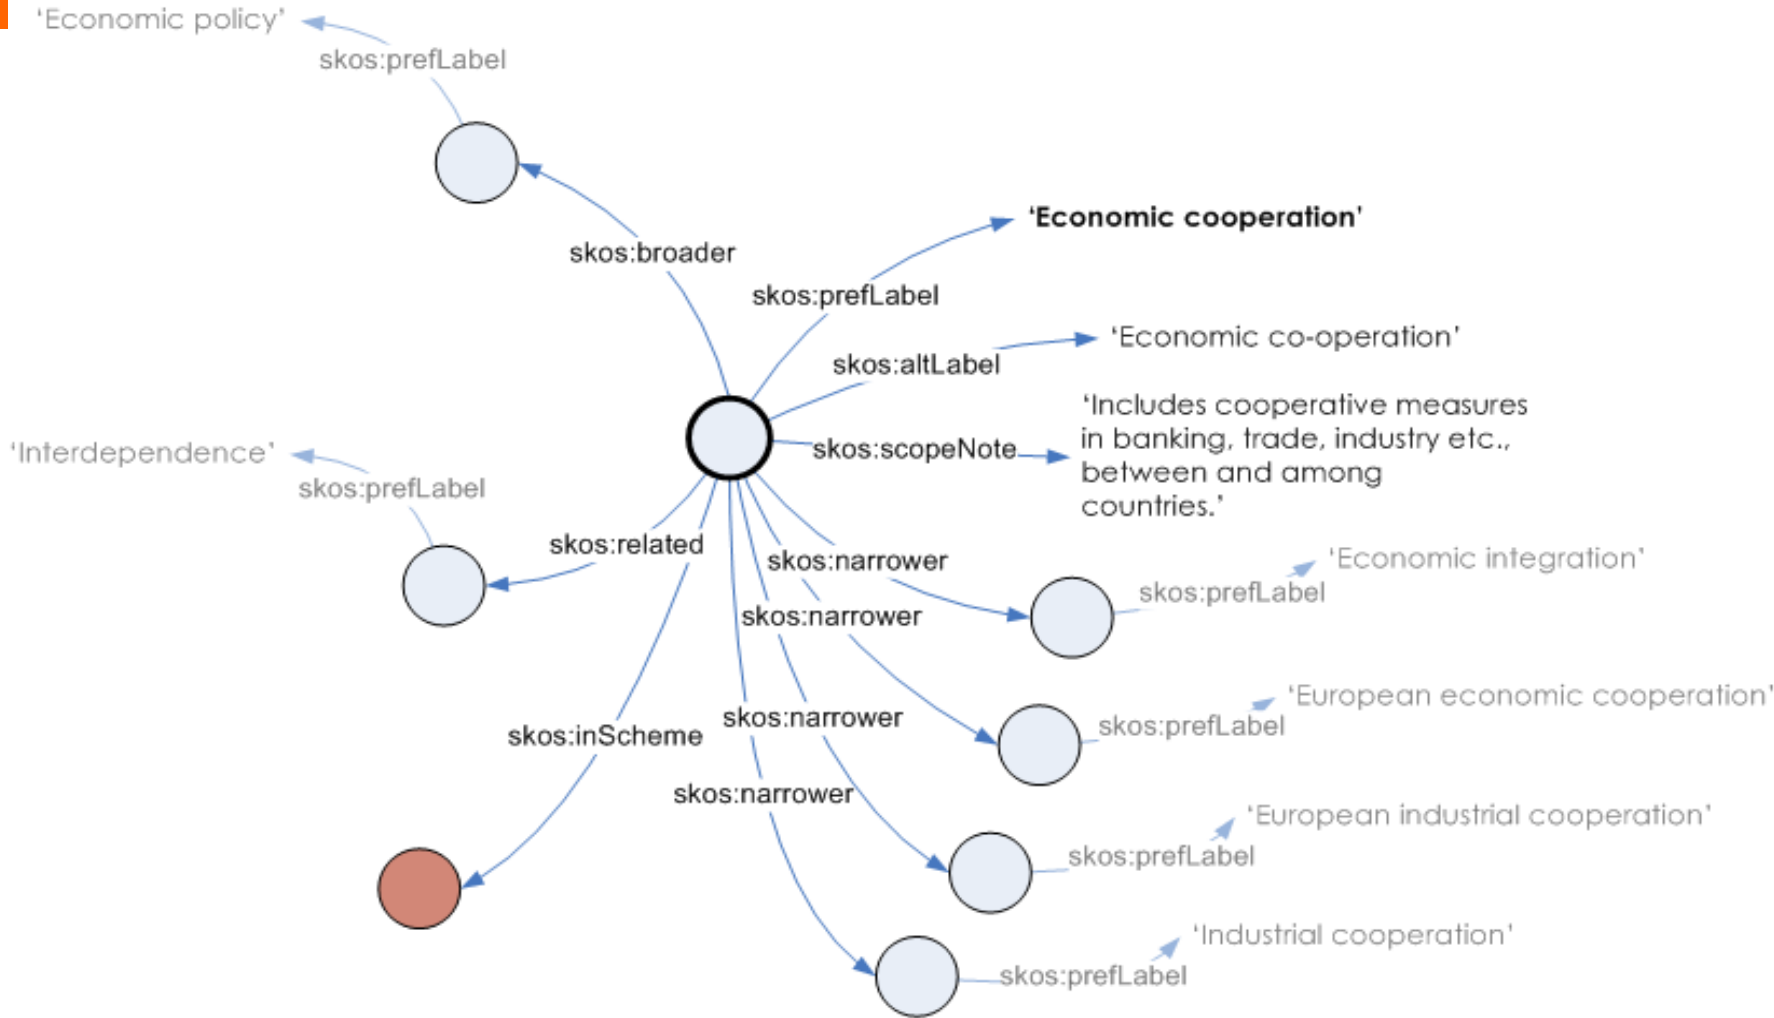 ‘Economic policy’
skos:prefLabel
‘Economic cooperation’
skos:broader
skos:prefLabel
‘Economic co-operation’
skos:altLabel
‘Includes cooperative measures
in banking, trade, industry etc.,
between and among
countries.’
skos:scopeNote
‘Interdependence’
skos:prefLabel
skos:related
skos:narrower
‘Economic integration’
skos:prefLabel
skos:narrower
‘European economic cooperation’
skos:prefLabel
skos:narrower
skos:inScheme
skos:narrower
‘European industrial cooperation’
skos:prefLabel
‘Industrial cooperation’
skos:prefLabel